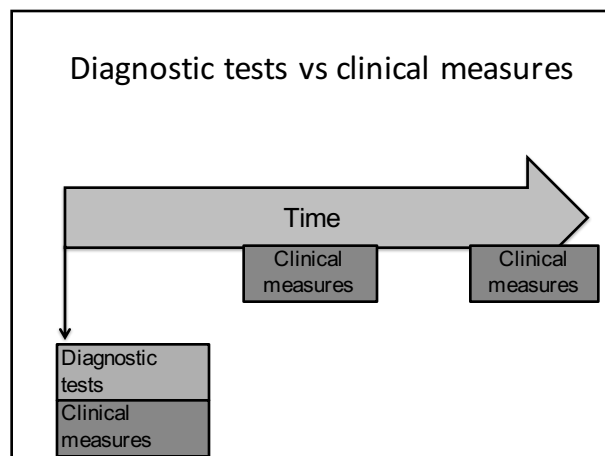 Diagnostic tests vs clinical measures
Time
Clinical
measures
Clinical
measures
Diagnostic
tests
Clinical
measures